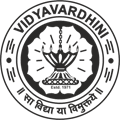 VIDYAVARDHINI
Estd. 1971
॥ सा विद्या या विमुक्तये ॥